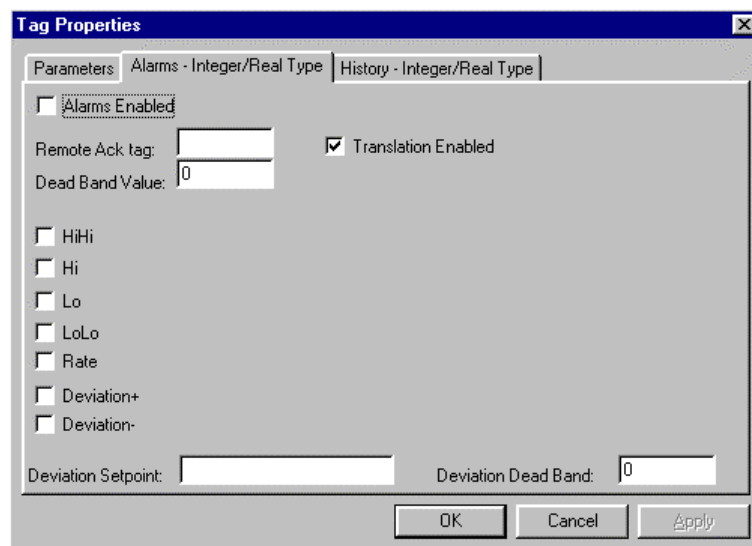 Tag Properties
Parameters
Alarms - Integer/Real Type
History - Integer/Real Type
Alarms Enabled
Remote Ack tag:
Translation Enabled
Dead Band Value: 0
HiHi
Hi
Lo
LoLo
Rate
Deviation+
Deviation-
Deviation Setpoint:
Deviation Dead Band: 0
OK
Cancel
Apply